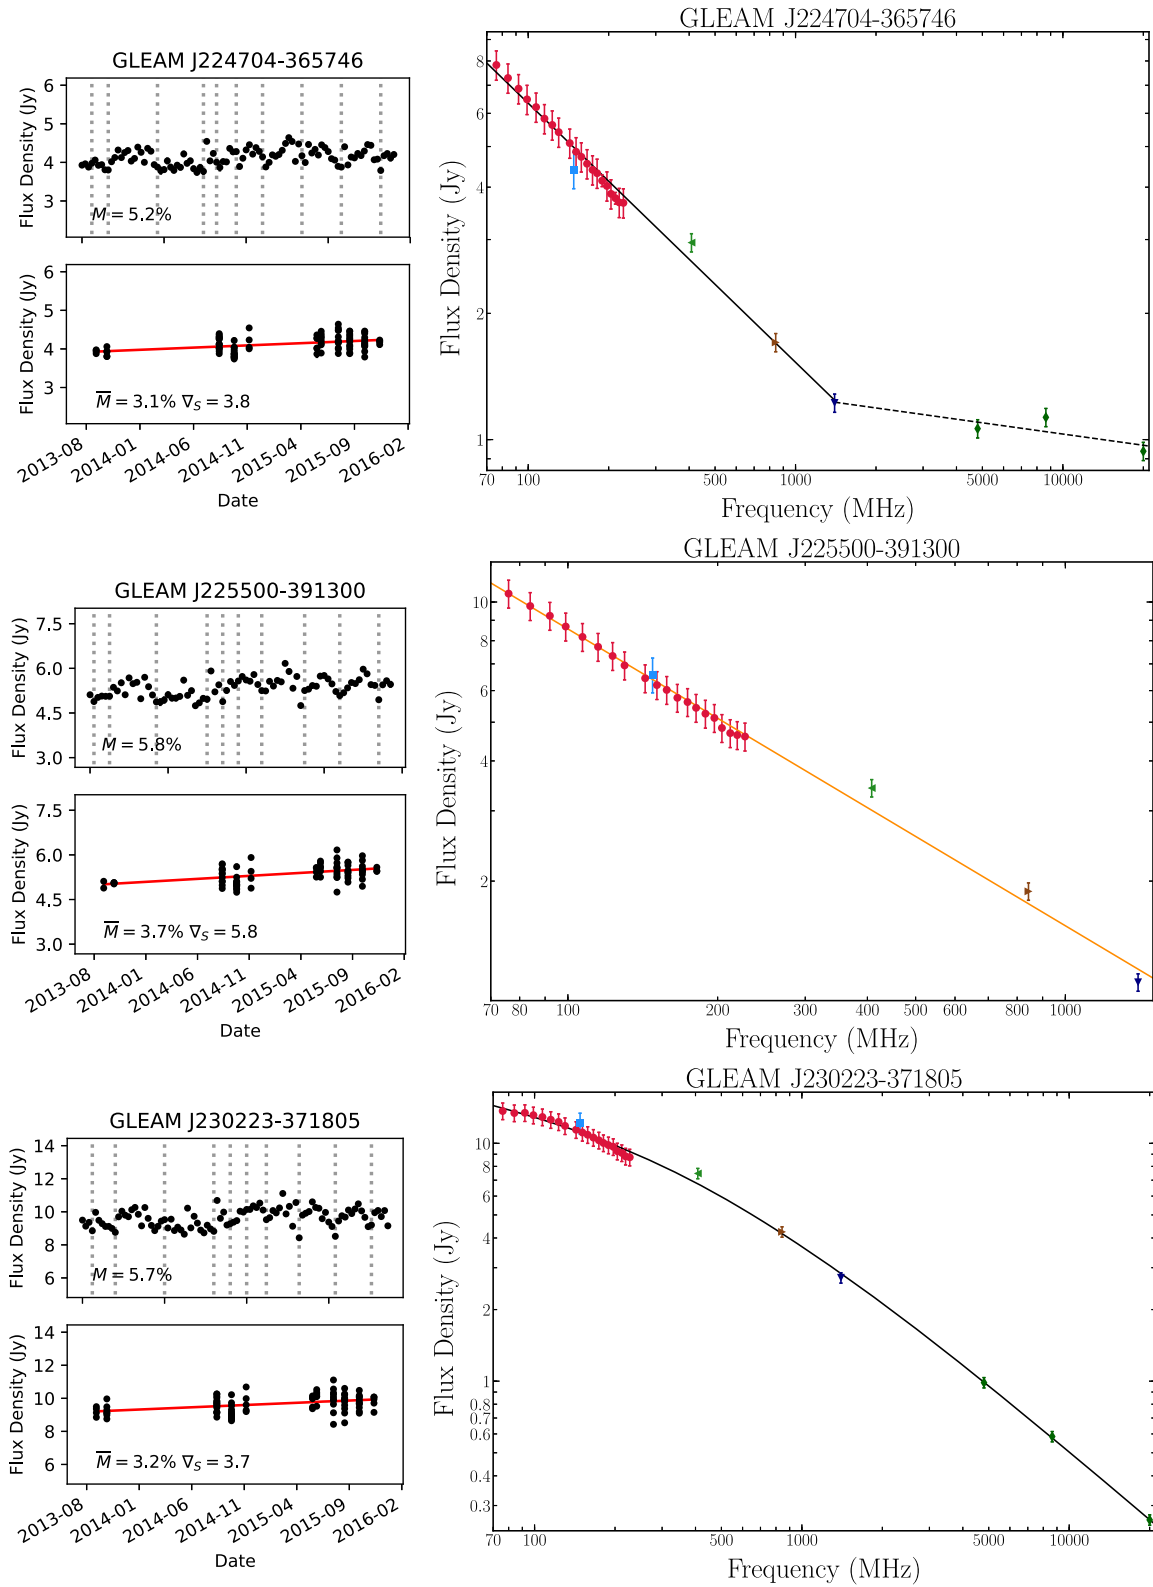 GLEAM J224704-365746
GLEAM J224704-365746
Flux Density (Jy)
6
5
4
3
M = 5.2%
Flux Density (Jy)
6
5
4
3
M̅ = 3.1% ∇S = 3.8
2013-08 2014-01 2014-06 2014-11 2015-04 2015-09 2016-02
Date
Flux Density (Jy)
8
6
4
2
1
70 100 500 1000 5000 10000
Frequency (MHz)
GLEAM J225500-391300
GLEAM J225500-391300
Flux Density (Jy)
7.5
6.0
4.5
3.0
M = 5.8%
Flux Density (Jy)
7.5
6.0
4.5
3.0
M̅ = 3.7% ∇S = 5.8
2013-08 2014-01 2014-06 2014-11 2015-04 2015-09 2016-02
Date
Flux Density (Jy)
10
8
6
4
2
70 80 100 200 300 400 500 600 800 1000
Frequency (MHz)
GLEAM J230223-371805
GLEAM J230223-371805
Flux Density (Jy)
14
12
10
8
6
M = 5.7%
Flux Density (Jy)
14
12
10
8
6
M̅ = 3.2% ∇S = 3.7
2013-08 2014-01 2014-06 2014-11 2015-04 2015-09 2016-02
Date
Flux Density (Jy)
10
8
6
4
2
1
0.8
0.7
0.6
0.4
0.3
70 100 500 1000 5000 10000
Frequency (MHz)